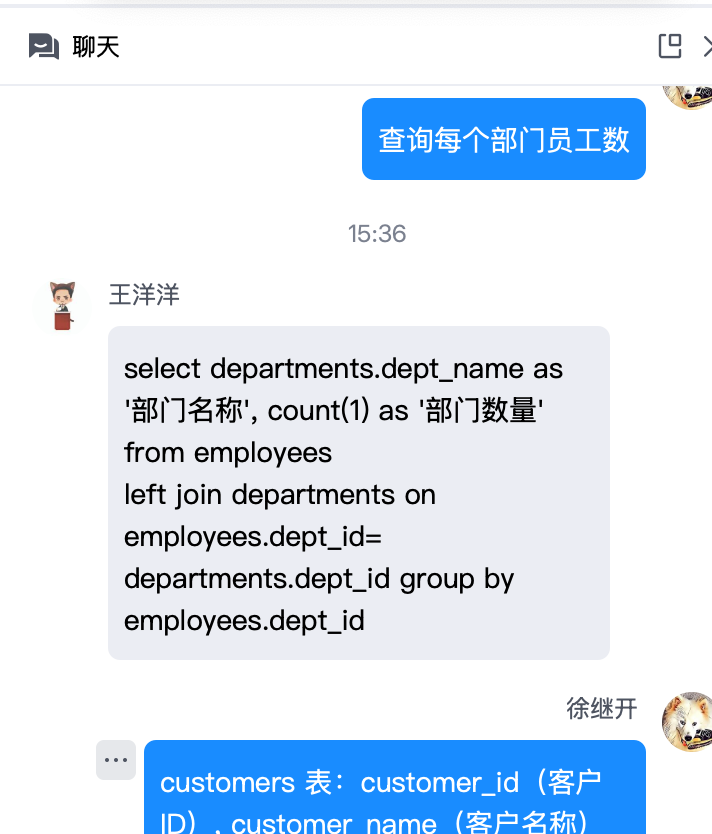 聊天
查询每个部门员工数
15:36
王洋洋
select departments.dept_name as
'部门名称', count(1) as '部门数量'
from employees
left join departments on
employees.dept_id=
departments.dept_id group by
employees.dept_id
徐继开
customers 表：customer_id（客户
ID）, customer_name（客户名称）